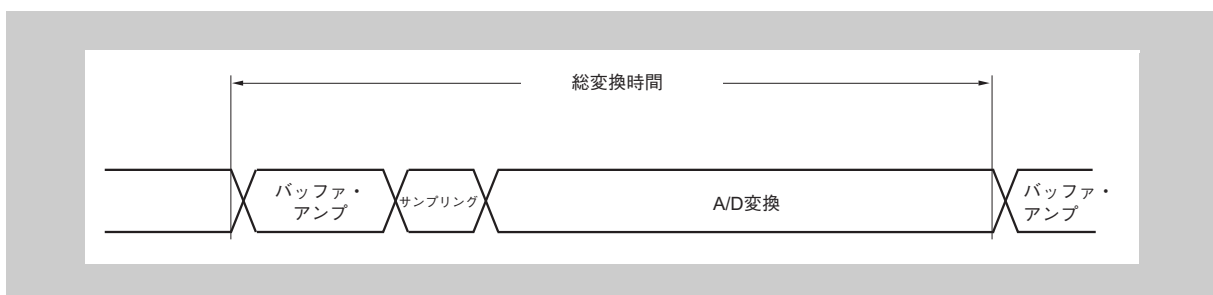 総変換時間
バッファ・
アンプ
サンプリング
A/D変換
バッファ・
アンプ